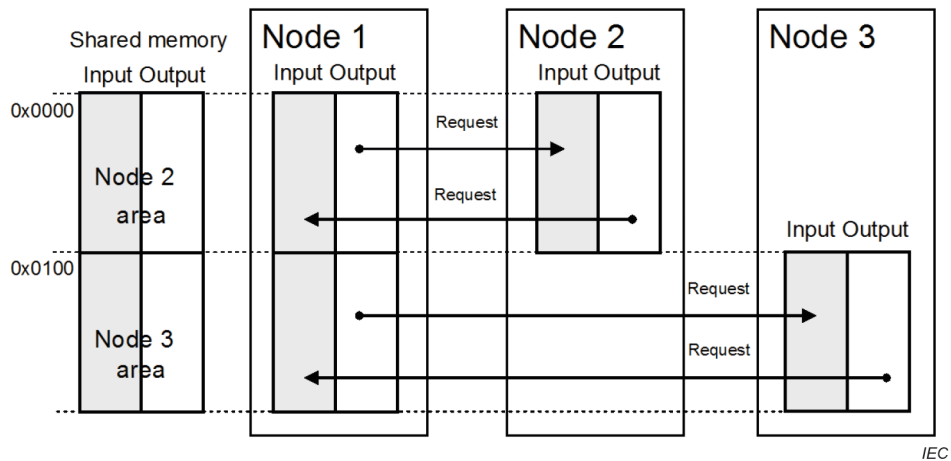 Shared memory
Input Output
0x0000
Node 2
area
0x0100
Node 3
area
Node 1
Input Output
Node 2
Input Output
Node 3
Input Output
Request
Request
Request
Request
IEC